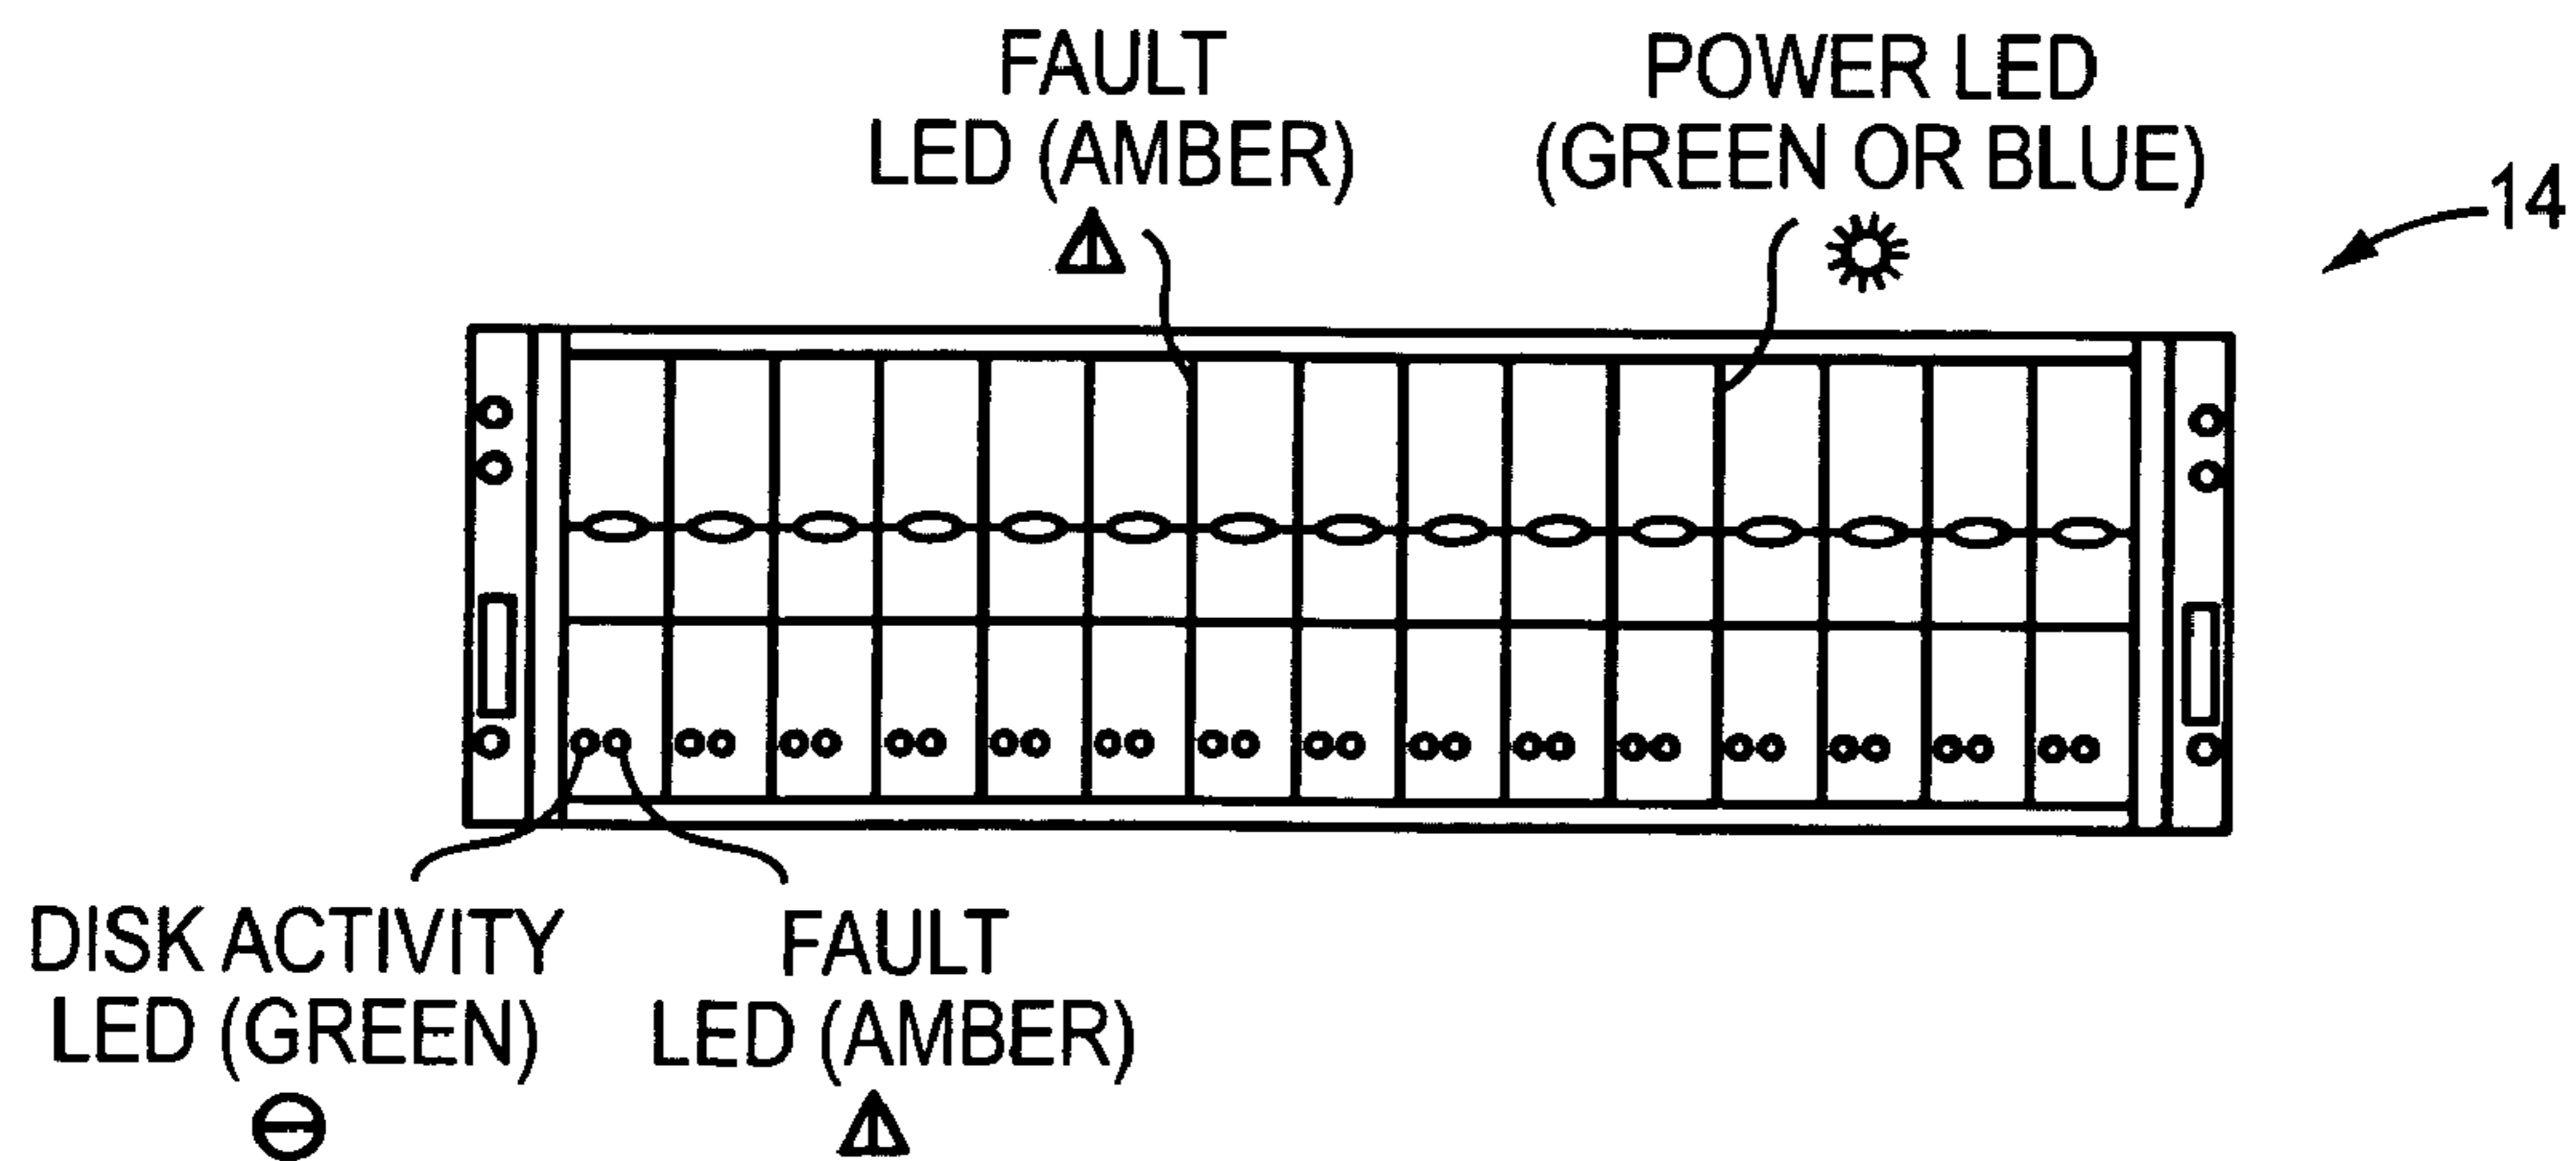 FAULT
LED (AMBER)
POWER LED
(GREEN OR BLUE)
14
DISK ACTIVITY
LED (GREEN)
FAULT
LED (AMBER)